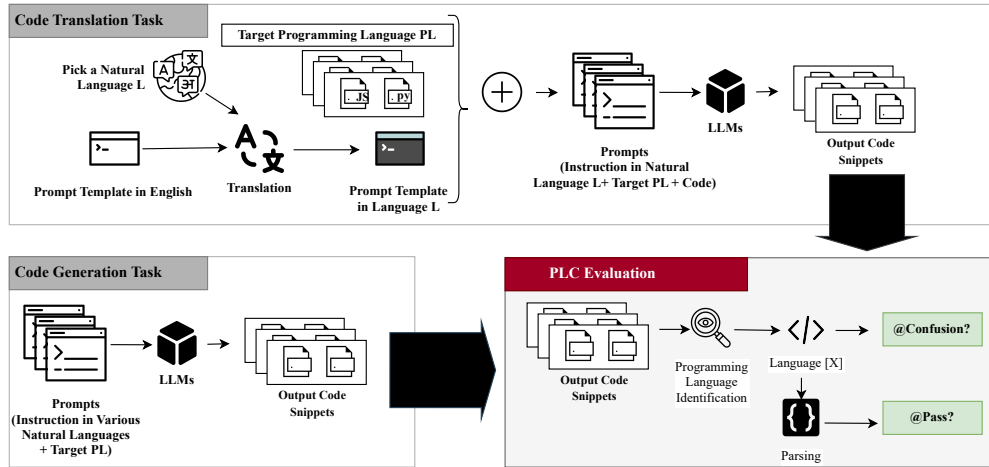 Code Translation Task
Target Programming Language PL
Pick a Natural
Language L
A
文
अ
. JS
. py
Prompt Template in English
A
文
Translation
Prompt Template
in Language L
Prompts
(Instruction in Natural
Language L+ Target PL + Code)
LLMs
Output Code
Snippets
Code Generation Task
Prompts
(Instruction in Various
Natural Languages
+ Target PL)
LLMs
Output Code
Snippets
PLC Evaluation
Output Code
Snippets
Programming
Language
Identification
</>
Language [X]
{}
Parsing
@Confusion?
@Pass?